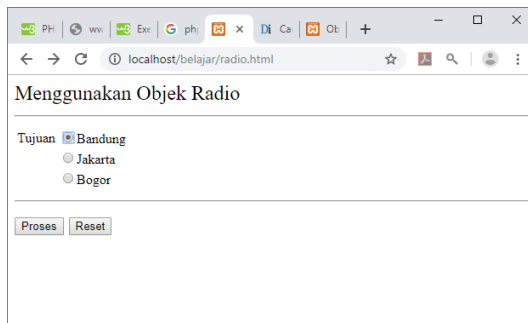 PH
ww
Exe
G ph
Di Ca
Ob
localhost/belajar/radio.html
Menggunakan Objek Radio
Tujuan Bandung
Jakarta
Bogor
Proses Reset